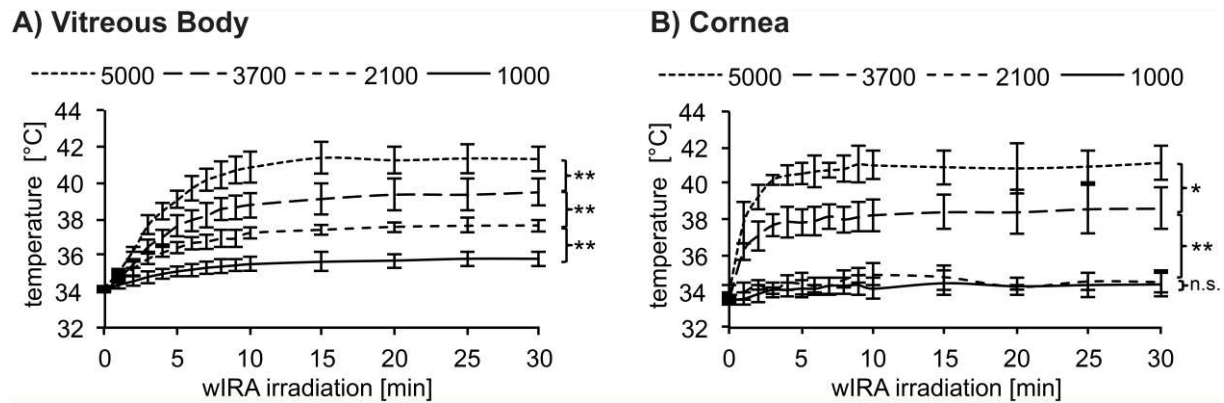 A) Vitreous Body
5000 3700 2100 1000
temperature [°C]
44
42
40
38
36
34
32
0 5 10 15 20 25 30
wIRA irradiation [min]
**
**
**
B) Cornea
5000 3700 2100 1000
temperature [°C]
44
42
40
38
36
34
32
0 5 10 15 20 25 30
wIRA irradiation [min]
*
**
n.s.